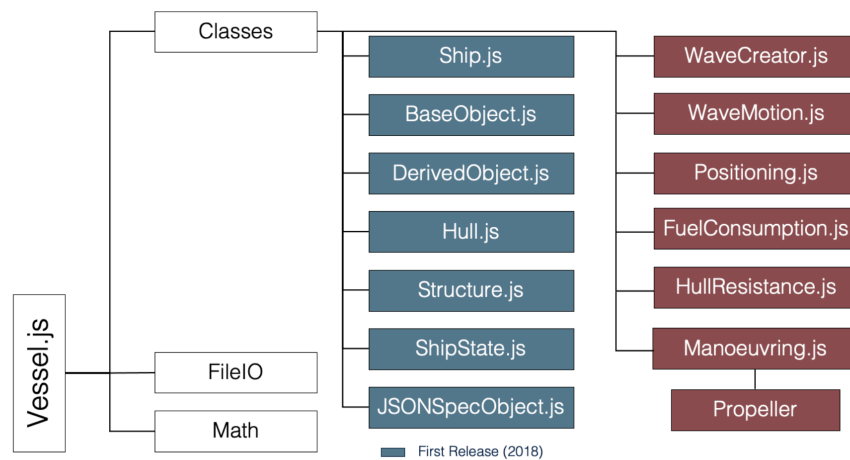 Vessel.js
Classes
FileIO
Math
Ship.js
BaseObject.js
DerivedObject.js
Hull.js
Structure.js
ShipState.js
JSONSpecObject.js
WaveCreator.js
WaveMotion.js
Positioning.js
FuelConsumption.js
HullResistance.js
Manoeuvring.js
Propeller
First Release (2018)